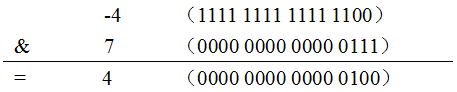 -4 （1111 1111 1111 1100）
& 7 （0000 0000 0000 0111）
= 4 （0000 0000 0000 0100）